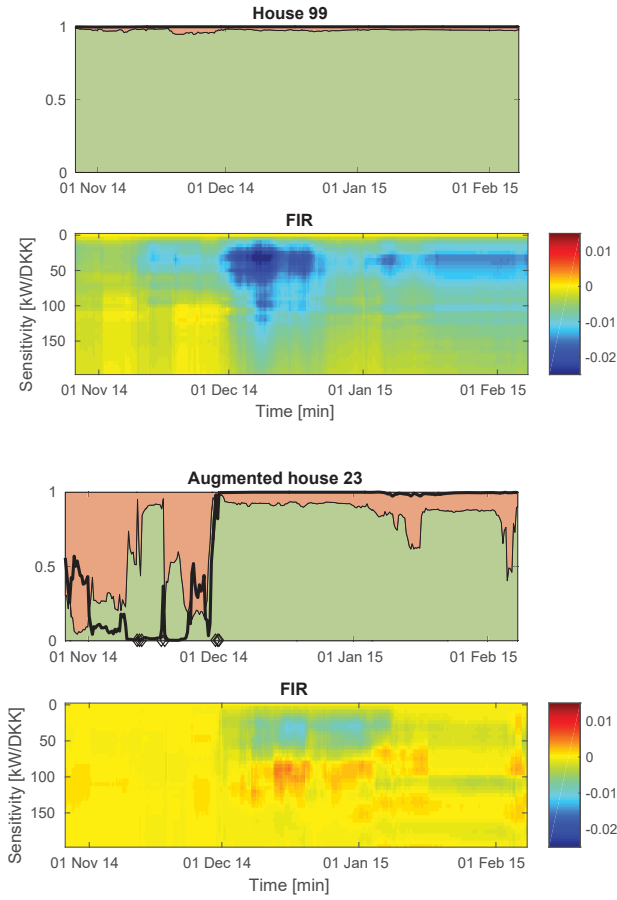 House 99
1
0.5
0
01 Nov 14 01 Dec 14 01 Jan 15 01 Feb 15
FIR
Sensitivity [kW/DKK]
0
50
100
150
0.01
0
-0.01
-0.02
01 Nov 14 01 Dec 14 01 Jan 15 01 Feb 15
Time [min]
Augmented house 23
1
0.5
0
01 Nov 14 01 Dec 14 01 Jan 15 01 Feb 15
FIR
Sensitivity [kW/DKK]
0
50
100
150
0.01
0
-0.01
-0.02
01 Nov 14 01 Dec 14 01 Jan 15 01 Feb 15
Time [min]